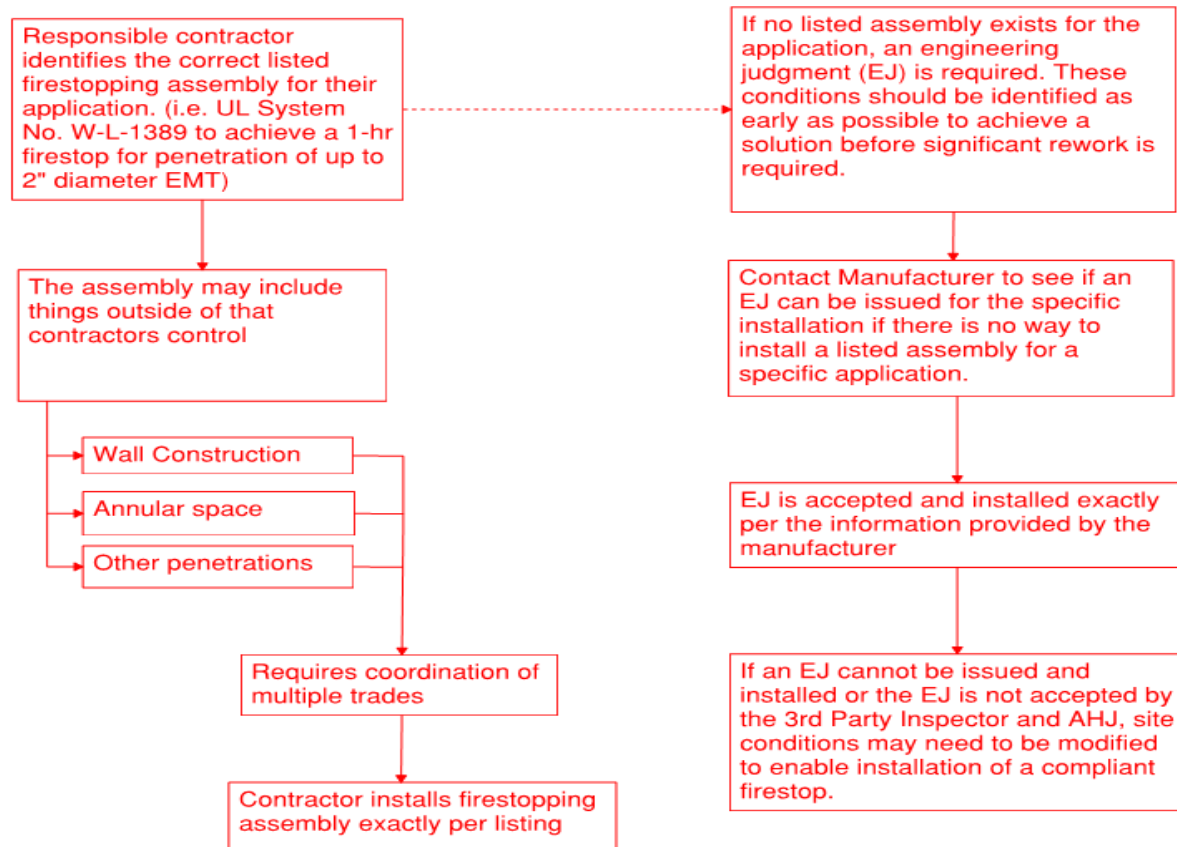 Responsible contractor
identifies the correct listed
firestopping assembly for their
application. (i.e. UL System
No. W-L-1389 to achieve a 1-hr
firestop for penetration of up to
2" diameter EMT)
The assembly may include
things outside of that
contractors control
Wall Construction
Annular space
Other penetrations
Requires coordination of
multiple trades
Contractor installs firestopping
assembly exactly per listing
If no listed assembly exists for the
application, an engineering
judgment (EJ) is required. These
conditions should be identified as
early as possible to achieve a
solution before significant rework is
required.
Contact Manufacturer to see if an
EJ can be issued for the specific
installation if there is no way to
install a listed assembly for a
specific application.
EJ is accepted and installed exactly
per the information provided by the
manufacturer
If an EJ cannot be issued and
installed or the EJ is not accepted by
the 3rd Party Inspector and AHJ, site
conditions may need to be modified
to enable installation of a compliant
firestop.